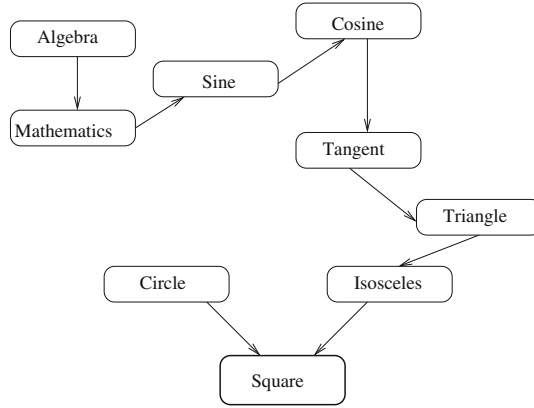 Algebra
Cosine
Sine
Mathematics
Tangent
Triangle
Circle
Isosceles
Square